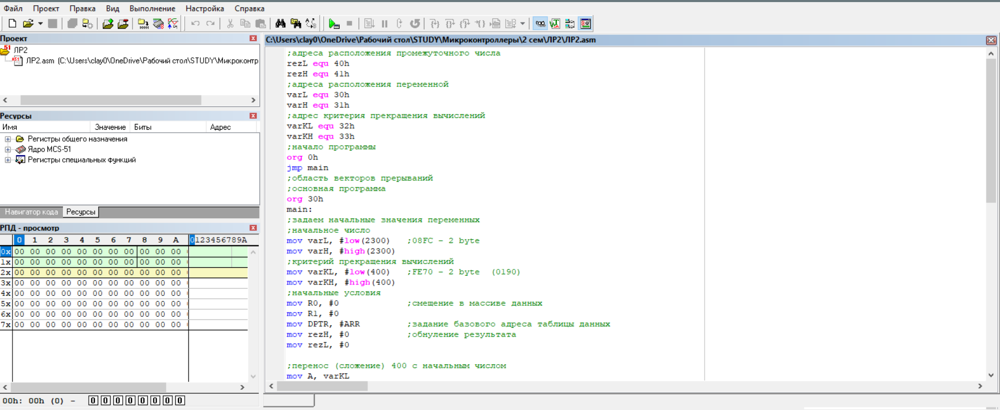 Файл Проект Правка Вид Выполнение Настройка Справка
Проект
ЛР2
ЛР2.asm (C:\Users\clay0\OneDrive\Рабочий стол\STUDY\Микроконтр
Ресурсы
Имя Значение Биты Адрес
Регистры общего назначения
Ядро MCS-51
Регистры специальных функций
Навигатор кода Ресурсы
РПД - просмотр
0 1 2 3 4 5 6 7 8 9 A 0123456789A
0x 00 00 00 00 00 00 00 00 00 00 00
1x 00 00 00 00 00 00 00 00 00 00 00
2x 00 00 00 00 00 00 00 00 00 00 00
3x 00 00 00 00 00 00 00 00 00 00 00
4x 00 00 00 00 00 00 00 00 00 00 00
5x 00 00 00 00 00 00 00 00 00 00 00
6x 00 00 00 00 00 00 00 00 00 00 00
7x 00 00 00 00 00 00 00 00 00 00 00
00h: 00h (0) - 0 0 0 0 0 0 0 0
C:\Users\clay0\OneDrive\Рабочий стол\STUDY\Микроконтроллеры\2 сем\ЛР2\ЛР2.asm
;адреса расположения промежуточного числа
rezL equ 40h
rezH equ 41h
;адреса расположения переменной
varL equ 30h
varH equ 31h
;адрес критерия прекращения вычислений
varKL equ 32h
varKH equ 33h
;начало программы
org 0h
jmp main
;область векторов прерываний
;основная программа
org 30h
main:
;задаем начальные значения переменных
;начальное число
mov varL, #low(2300) ;08FC - 2 byte
mov varH, #high(2300)
;критерий прекращения вычислений
mov varKL, #low(400) ;FE70 - 2 byte (0190)
mov varKH, #high(400)
;начальные условия
mov R0, #0 ;смещение в массиве данных
mov R1, #0
mov DPTR, #ARR ;задание базового адреса таблицы данных
mov rezH, #0 ;обнуление результата
mov rezL, #0
;перенос (сложение) 400 с начальным числом
mov A, varKL